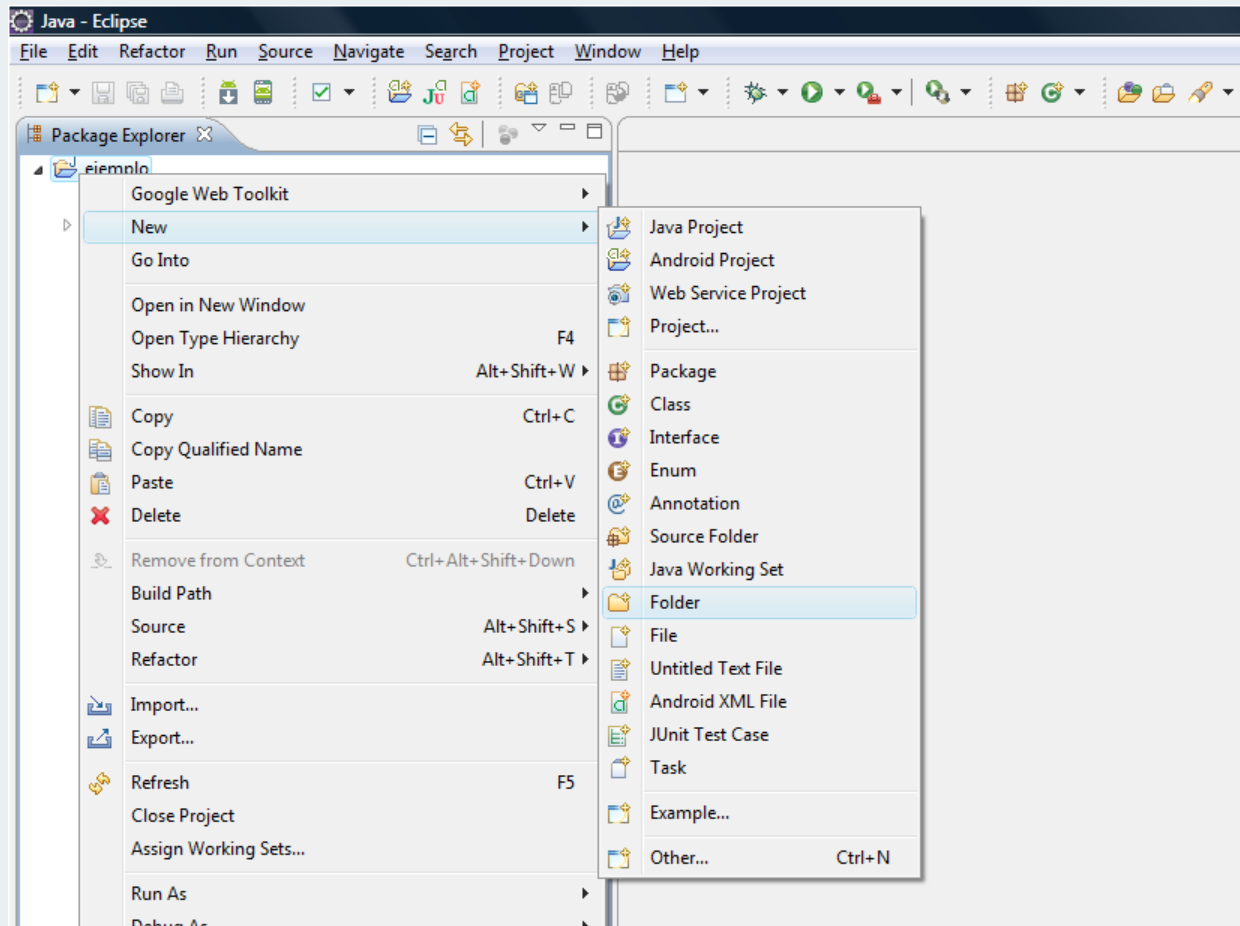 Java - Eclipse
File Edit Refactor Run Source Navigate Search Project Window Help
Package Explorer
ejemplo
Google Web Toolkit
New
Go Into
Open in New Window
Open Type Hierarchy F4
Show In Alt+Shift+W
Copy Ctrl+C
Copy Qualified Name
Paste Ctrl+V
Delete Delete
Remove from Context Ctrl+Alt+Shift+Down
Build Path
Source Alt+Shift+S
Refactor Alt+Shift+T
Import...
Export...
Refresh F5
Close Project
Assign Working Sets...
Run As
Debug As
Java Project
Android Project
Web Service Project
Project...
Package
Class
Interface
Enum
Annotation
Source Folder
Java Working Set
Folder
File
Untitled Text File
Android XML File
JUnit Test Case
Task
Example...
Other... Ctrl+N